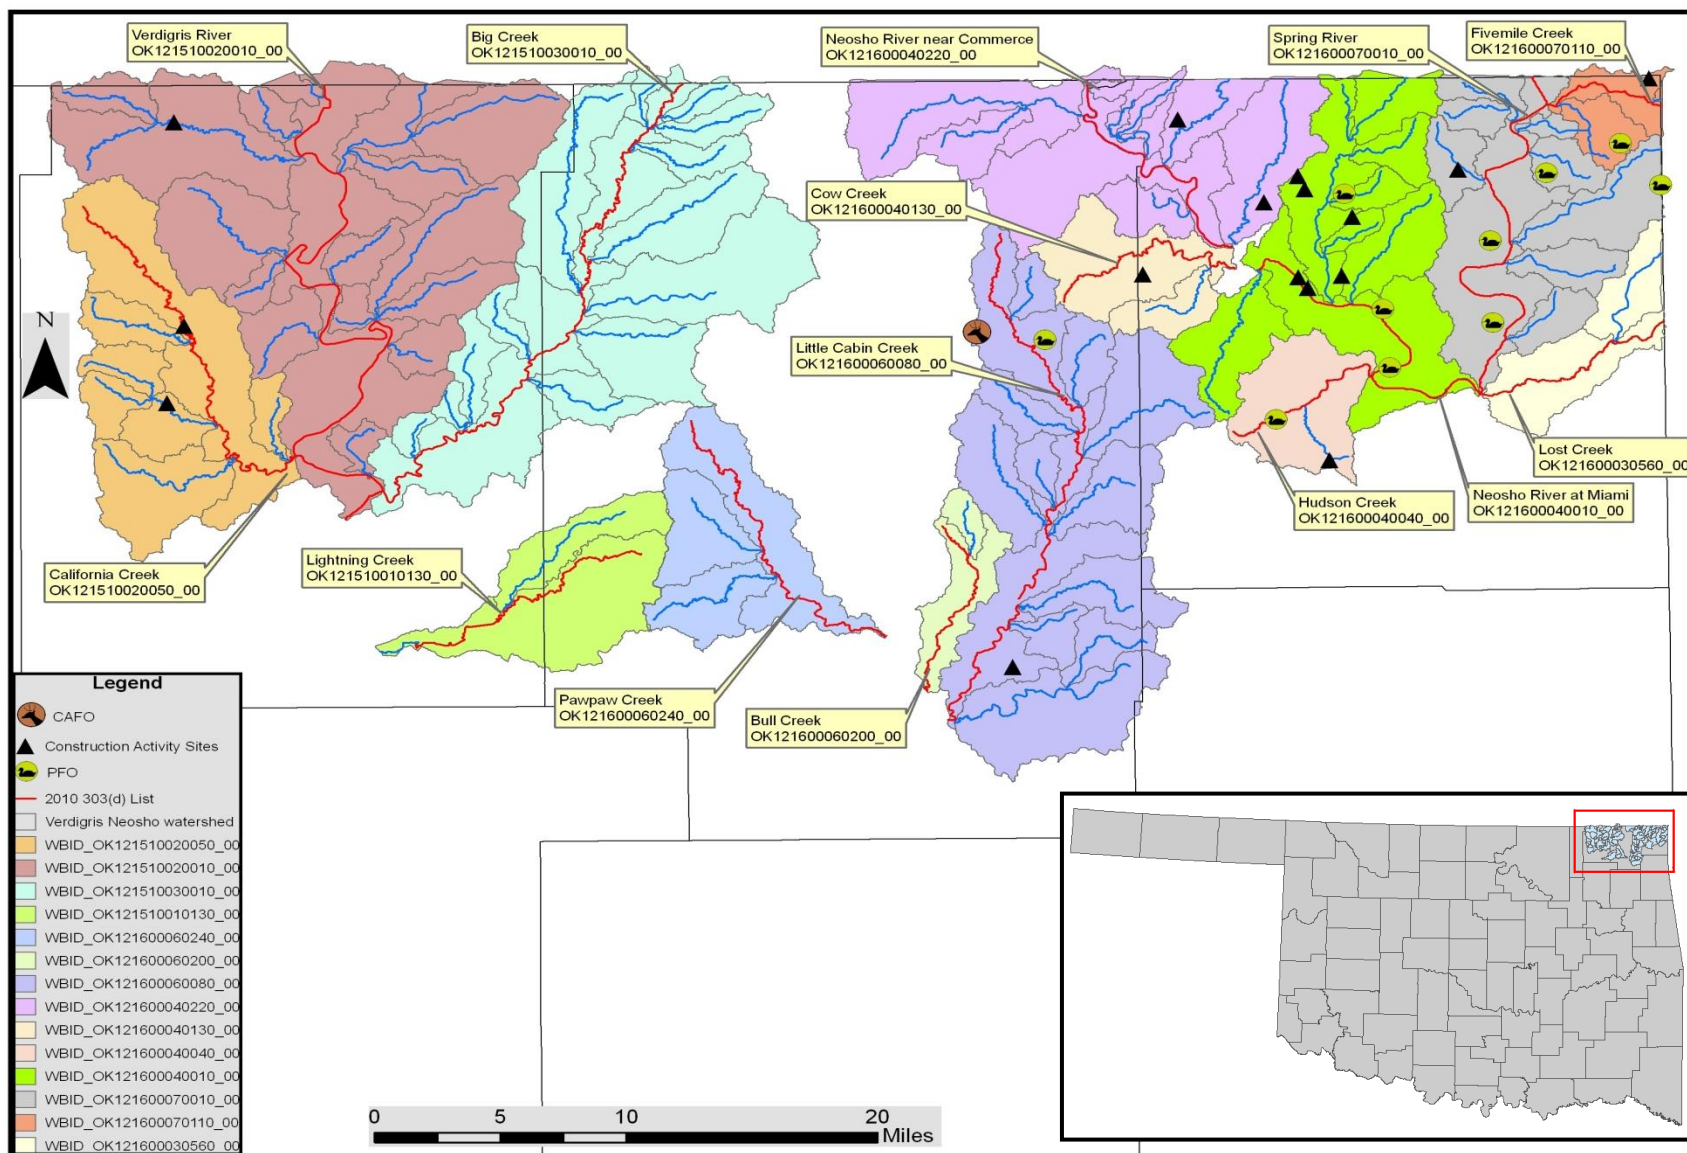 Verdigris River
OK121510020010_00
Big Creek
OK121510030010_00
Neosho River near Commerce
OK121600040220_00
Spring River
OK121600070010_00
Fivemile Creek
OK121600070110_00
Cow Creek
OK121600040130_00
N
Little Cabin Creek
OK121600060080_00
Lost Creek
OK121600030560_00
Hudson Creek
OK121600040040_00
Neosho River at Miami
OK121600040010_00
California Creek
OK121510020050_00
Lightning Creek
OK121510010130_00
Pawpaw Creek
OK121600060240_00
Bull Creek
OK121600060200_00
Legend
CAFO
Construction Activity Sites
PFO
2010 303(d) List
Verdigris Neosho watershed
WBID_OK121510020050_00
WBID_OK121510020010_00
WBID_OK121510030010_00
WBID_OK121510010130_00
WBID_OK121600060240_00
WBID_OK121600060200_00
WBID_OK121600060080_00
WBID_OK121600040220_00
WBID_OK121600040130_00
WBID_OK121600040040_00
WBID_OK121600040010_00
WBID_OK121600070010_00
WBID_OK121600070110_00
WBID_OK121600030560_00
0 5 10 20
Miles